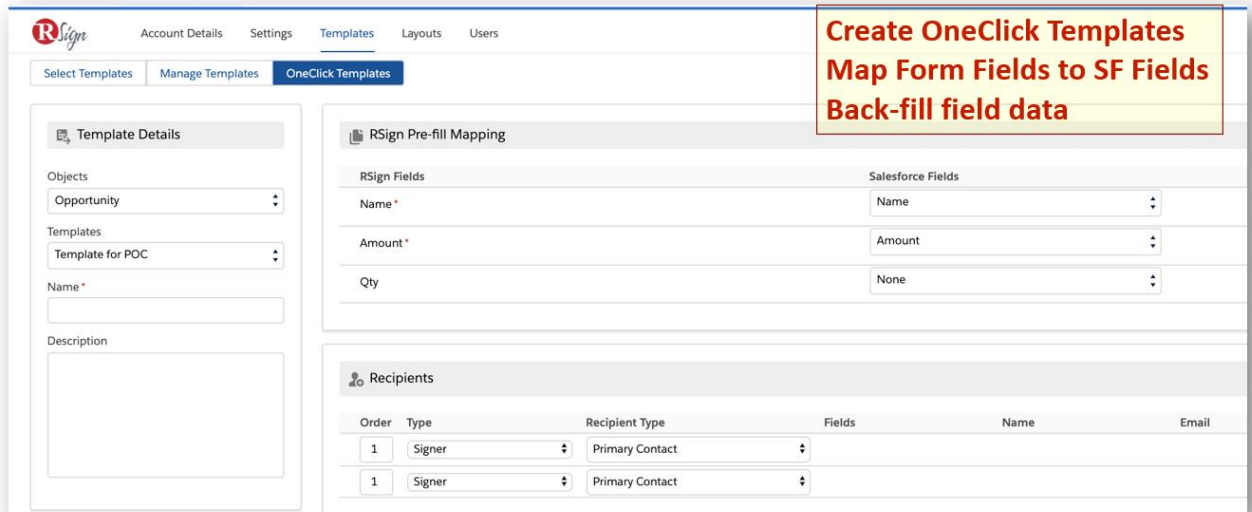 RSign
Account Details Settings Templates Layouts Users
Create OneClick Templates
Map Form Fields to SF Fields
Back-fill field data
Select Templates Manage Templates OneClick Templates
Template Details
Objects
Opportunity
Templates
Template for POC
Name*
Description
RSign Pre-fill Mapping
RSign Fields Salesforce Fields
Name* Name
Amount* Amount
Qty None
Recipients
Order Type Recipient Type Fields Name Email
1 Signer Primary Contact
1 Signer Primary Contact